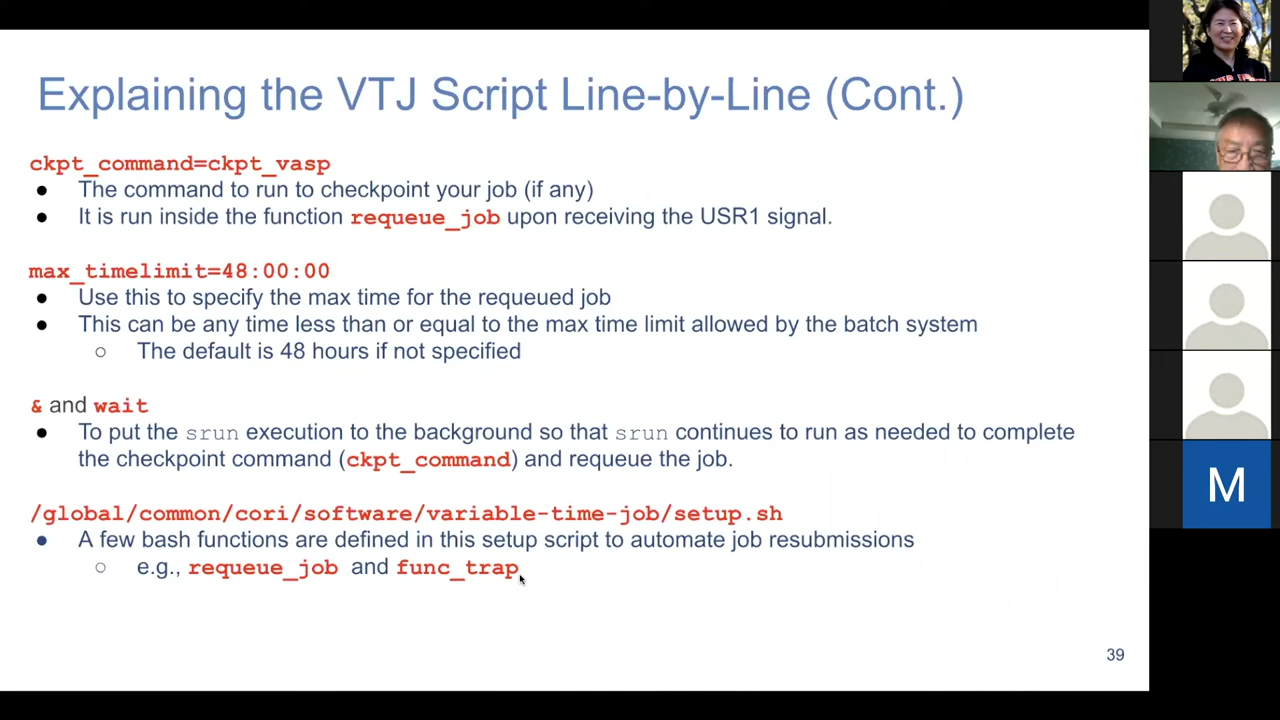 Explaining the VTJ Script Line-by-Line (Cont.)
ckpt_command=ckpt_vasp
● The command to run to checkpoint your job (if any)
● It is run inside the function requeue_job upon receiving the USR1 signal.
max_timelimit=48:00:00
● Use this to specify the max time for the requeued job
● This can be any time less than or equal to the max time limit allowed by the batch system
○ The default is 48 hours if not specified
& and wait
● To put the srun execution to the background so that srun continues to run as needed to complete
the checkpoint command (ckpt_command) and requeue the job.
/global/common/cori/software/variable-time-job/setup.sh
● A few bash functions are defined in this setup script to automate job resubmissions
○ e.g., requeue_job and func_trap
39
M